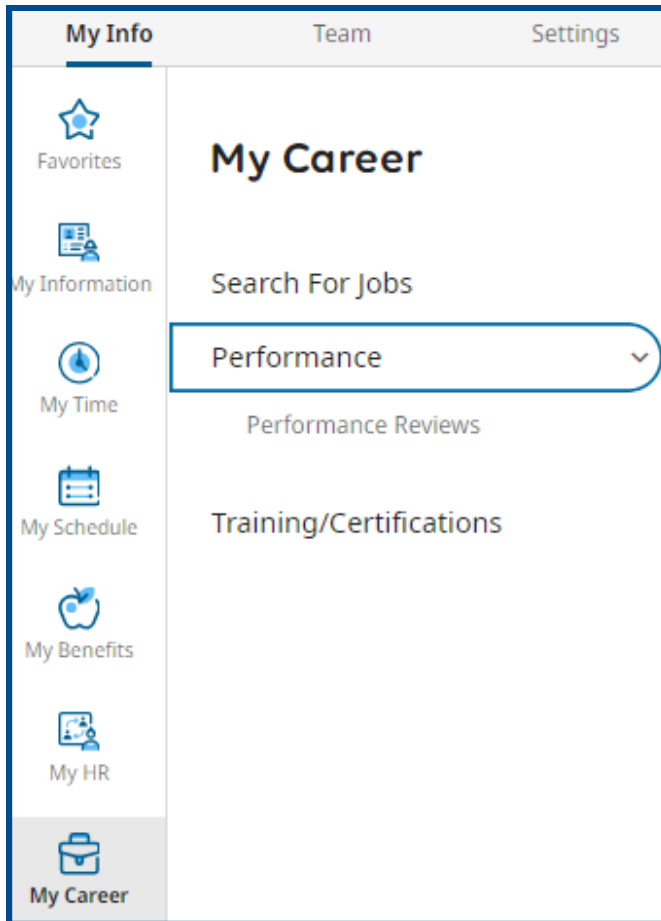 My Info Team Settings
Favorites
My Information
My Time
My Schedule
My Benefits
My HR
My Career
My Career
Search For Jobs
Performance
Performance Reviews
Training/Certifications